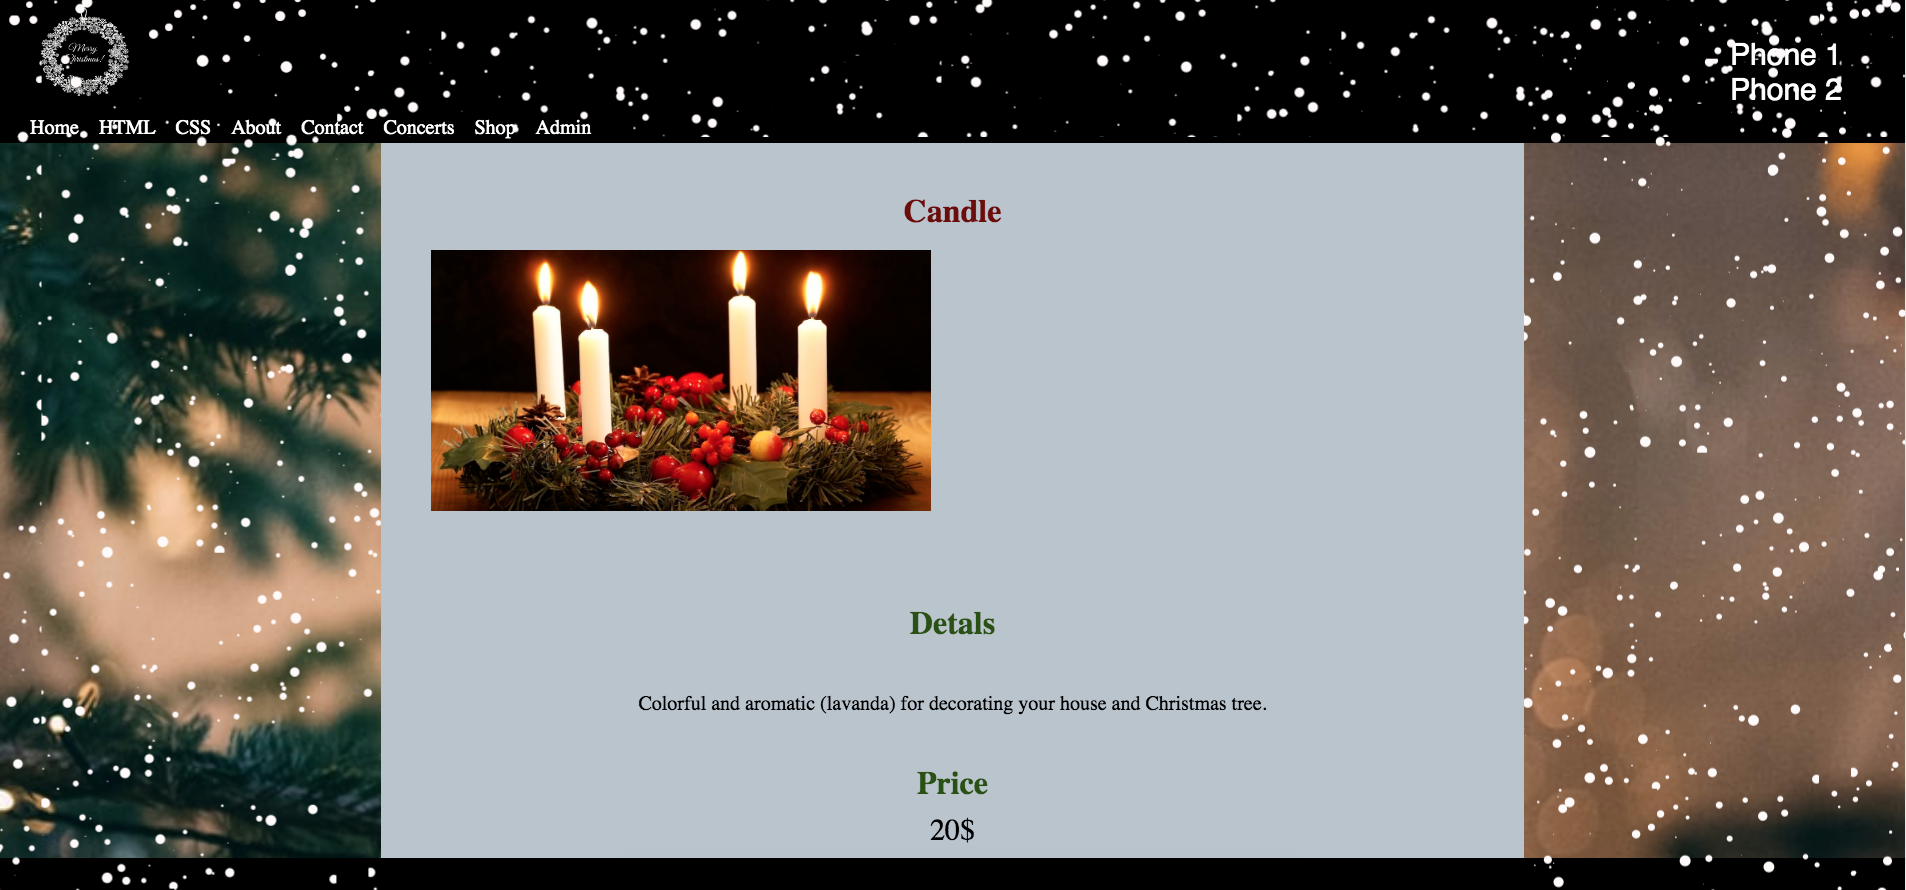 Merry
Christmas!
Phone 1
Phone 2
Home HTML CSS About Contact Concerts Shop Admin
Candle
Detals
Colorful and aromatic (lavanda) for decorating your house and Christmas tree.
Price
20$